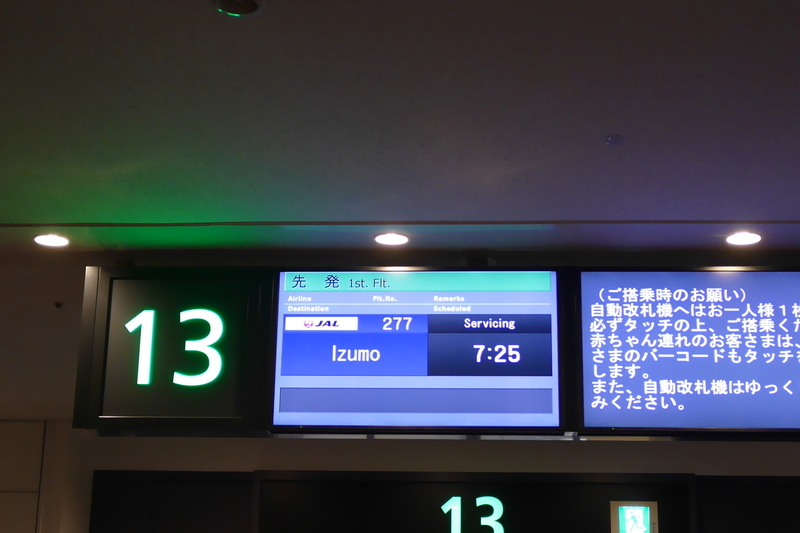 13
先 発 1st. Flt.
Airline Flt.No. Remarks
Destination Scheduled
JAL 277 Servicing
Izumo 7:25
（ご搭乗時のお願い）
自動改札機へはお一人様１枚
必ずタッチの上、ご搭乗くだ
赤ちゃん連れのお客さまは、
さまのバーコードもタッチを
します。
また、自動改札機はゆっく
みください。
13